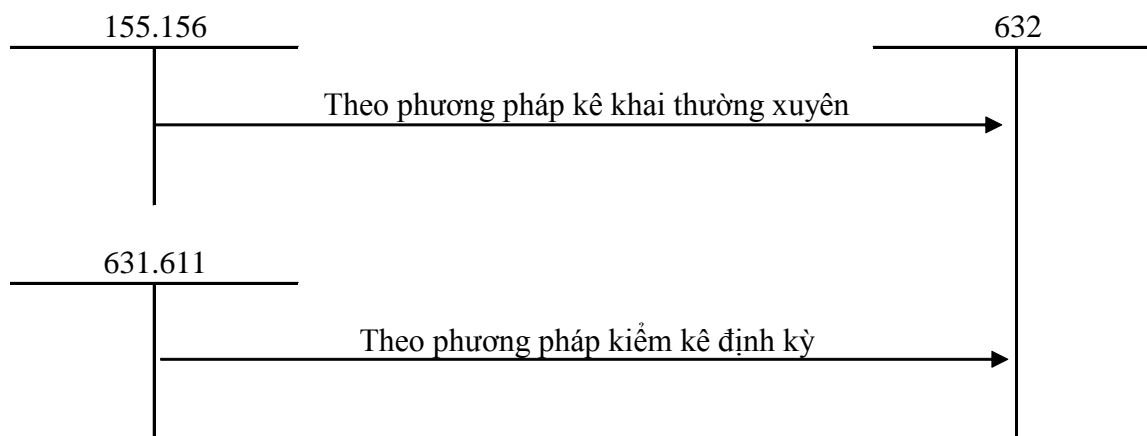 155.156
632
Theo phương pháp kê khai thường xuyên
631.611
Theo phương pháp kiểm kê định kỳ